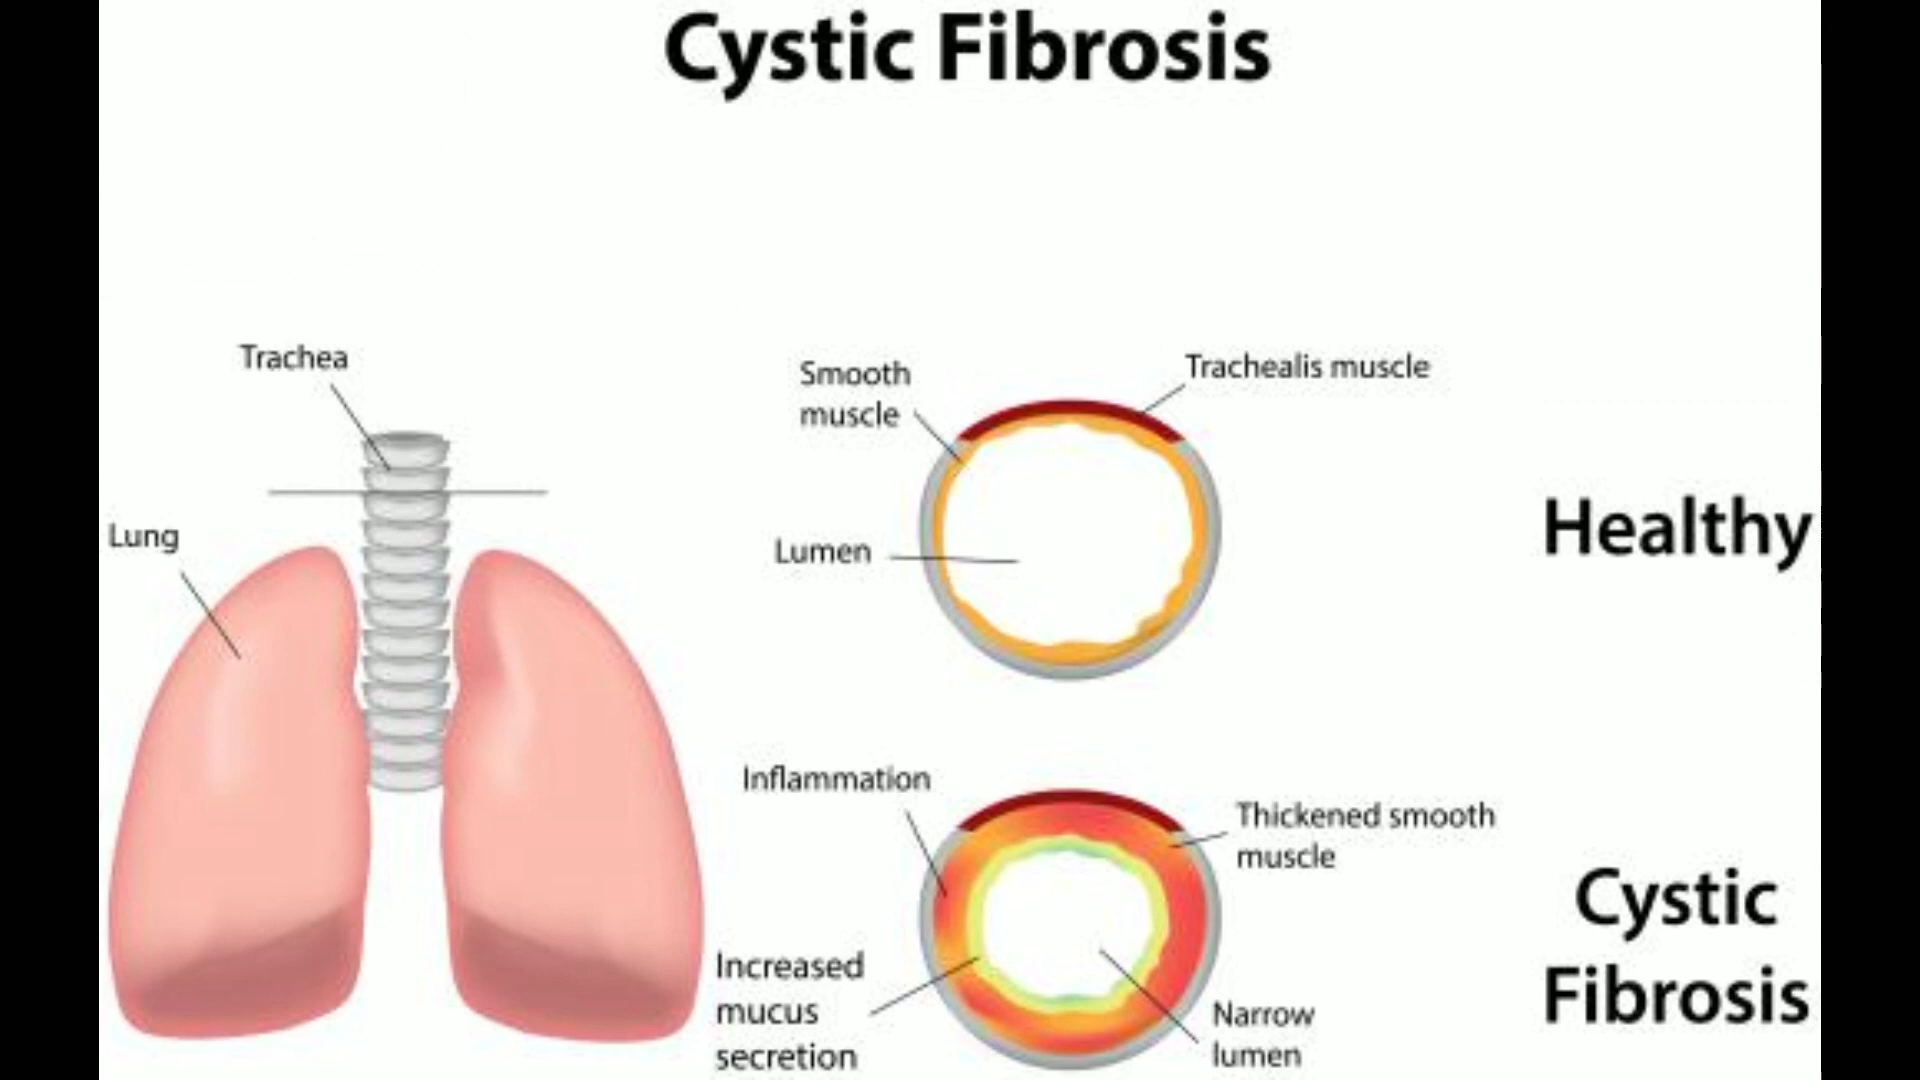 Cystic Fibrosis
Trachea
Lung
Smooth
muscle
Trachealis muscle
Lumen
Healthy
Inflammation
Thickened smooth
muscle
Increased
mucus
secretion
Narrow
lumen
Cystic
Fibrosis